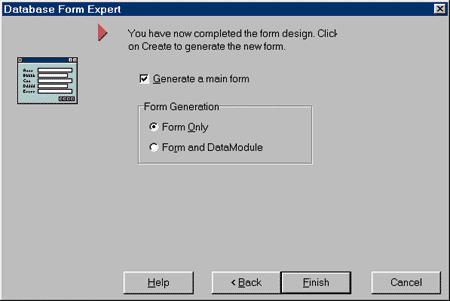 Database Form Expert
You have now completed the form design. Click
on Create to generate the new form.
Generate a main form
Form Generation
Form Only
Form and DataModule
Help
< Back
Finish
Cancel